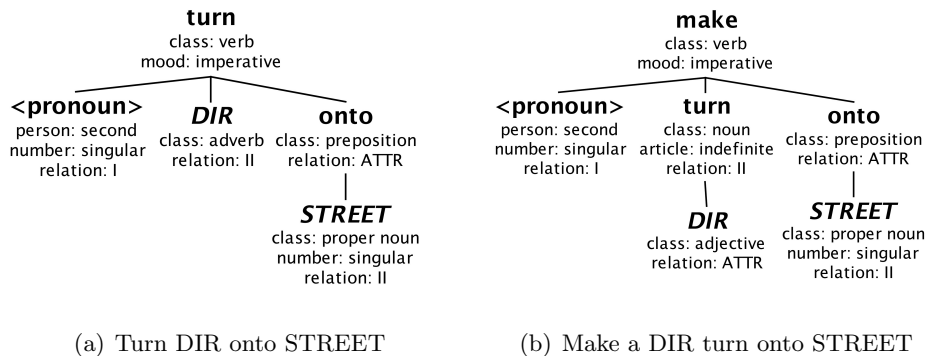 turn
class: verb
mood: imperative
<pronoun>
person: second
number: singular
relation: I
DIR
class: adverb
relation: II
onto
class: preposition
relation: ATTR
STREET
class: proper noun
number: singular
relation: II
(a) Turn DIR onto STREET
make
class: verb
mood: imperative
<pronoun>
person: second
number: singular
relation: I
turn
class: noun
article: indefinite
relation: II
DIR
class: adjective
relation: ATTR
onto
class: preposition
relation: ATTR
STREET
class: proper noun
number: singular
relation: II
(b) Make a DIR turn onto STREET